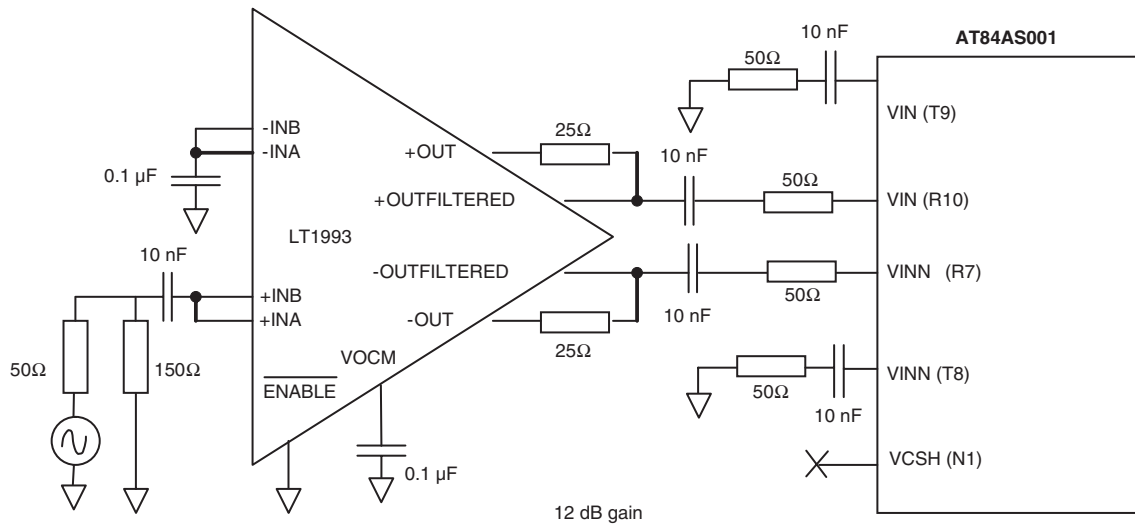 10 nF
AT84AS001
50Ω
VIN (T9)
-INB
-INA
25Ω
+OUT
10 nF
0.1 µF
50Ω
+OUTFILTERED
VIN (R10)
LT1993
10 nF
-OUTFILTERED
VINN (R7)
50Ω
+INB
+INA
10 nF
-OUT
25Ω
VOCM
50Ω
150Ω
ENABLE
VINN (T8)
50Ω
10 nF
VCSH (N1)
0.1 µF
12 dB gain